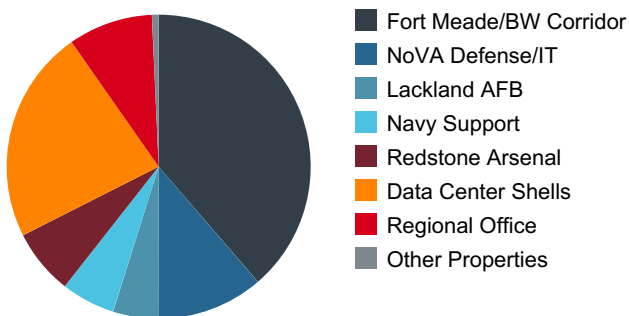 Fort Meade/BW Corridor
NoVA Defense/IT
Lackland AFB
Navy Support
Redstone Arsenal
Data Center Shells
Regional Office
Other Properties